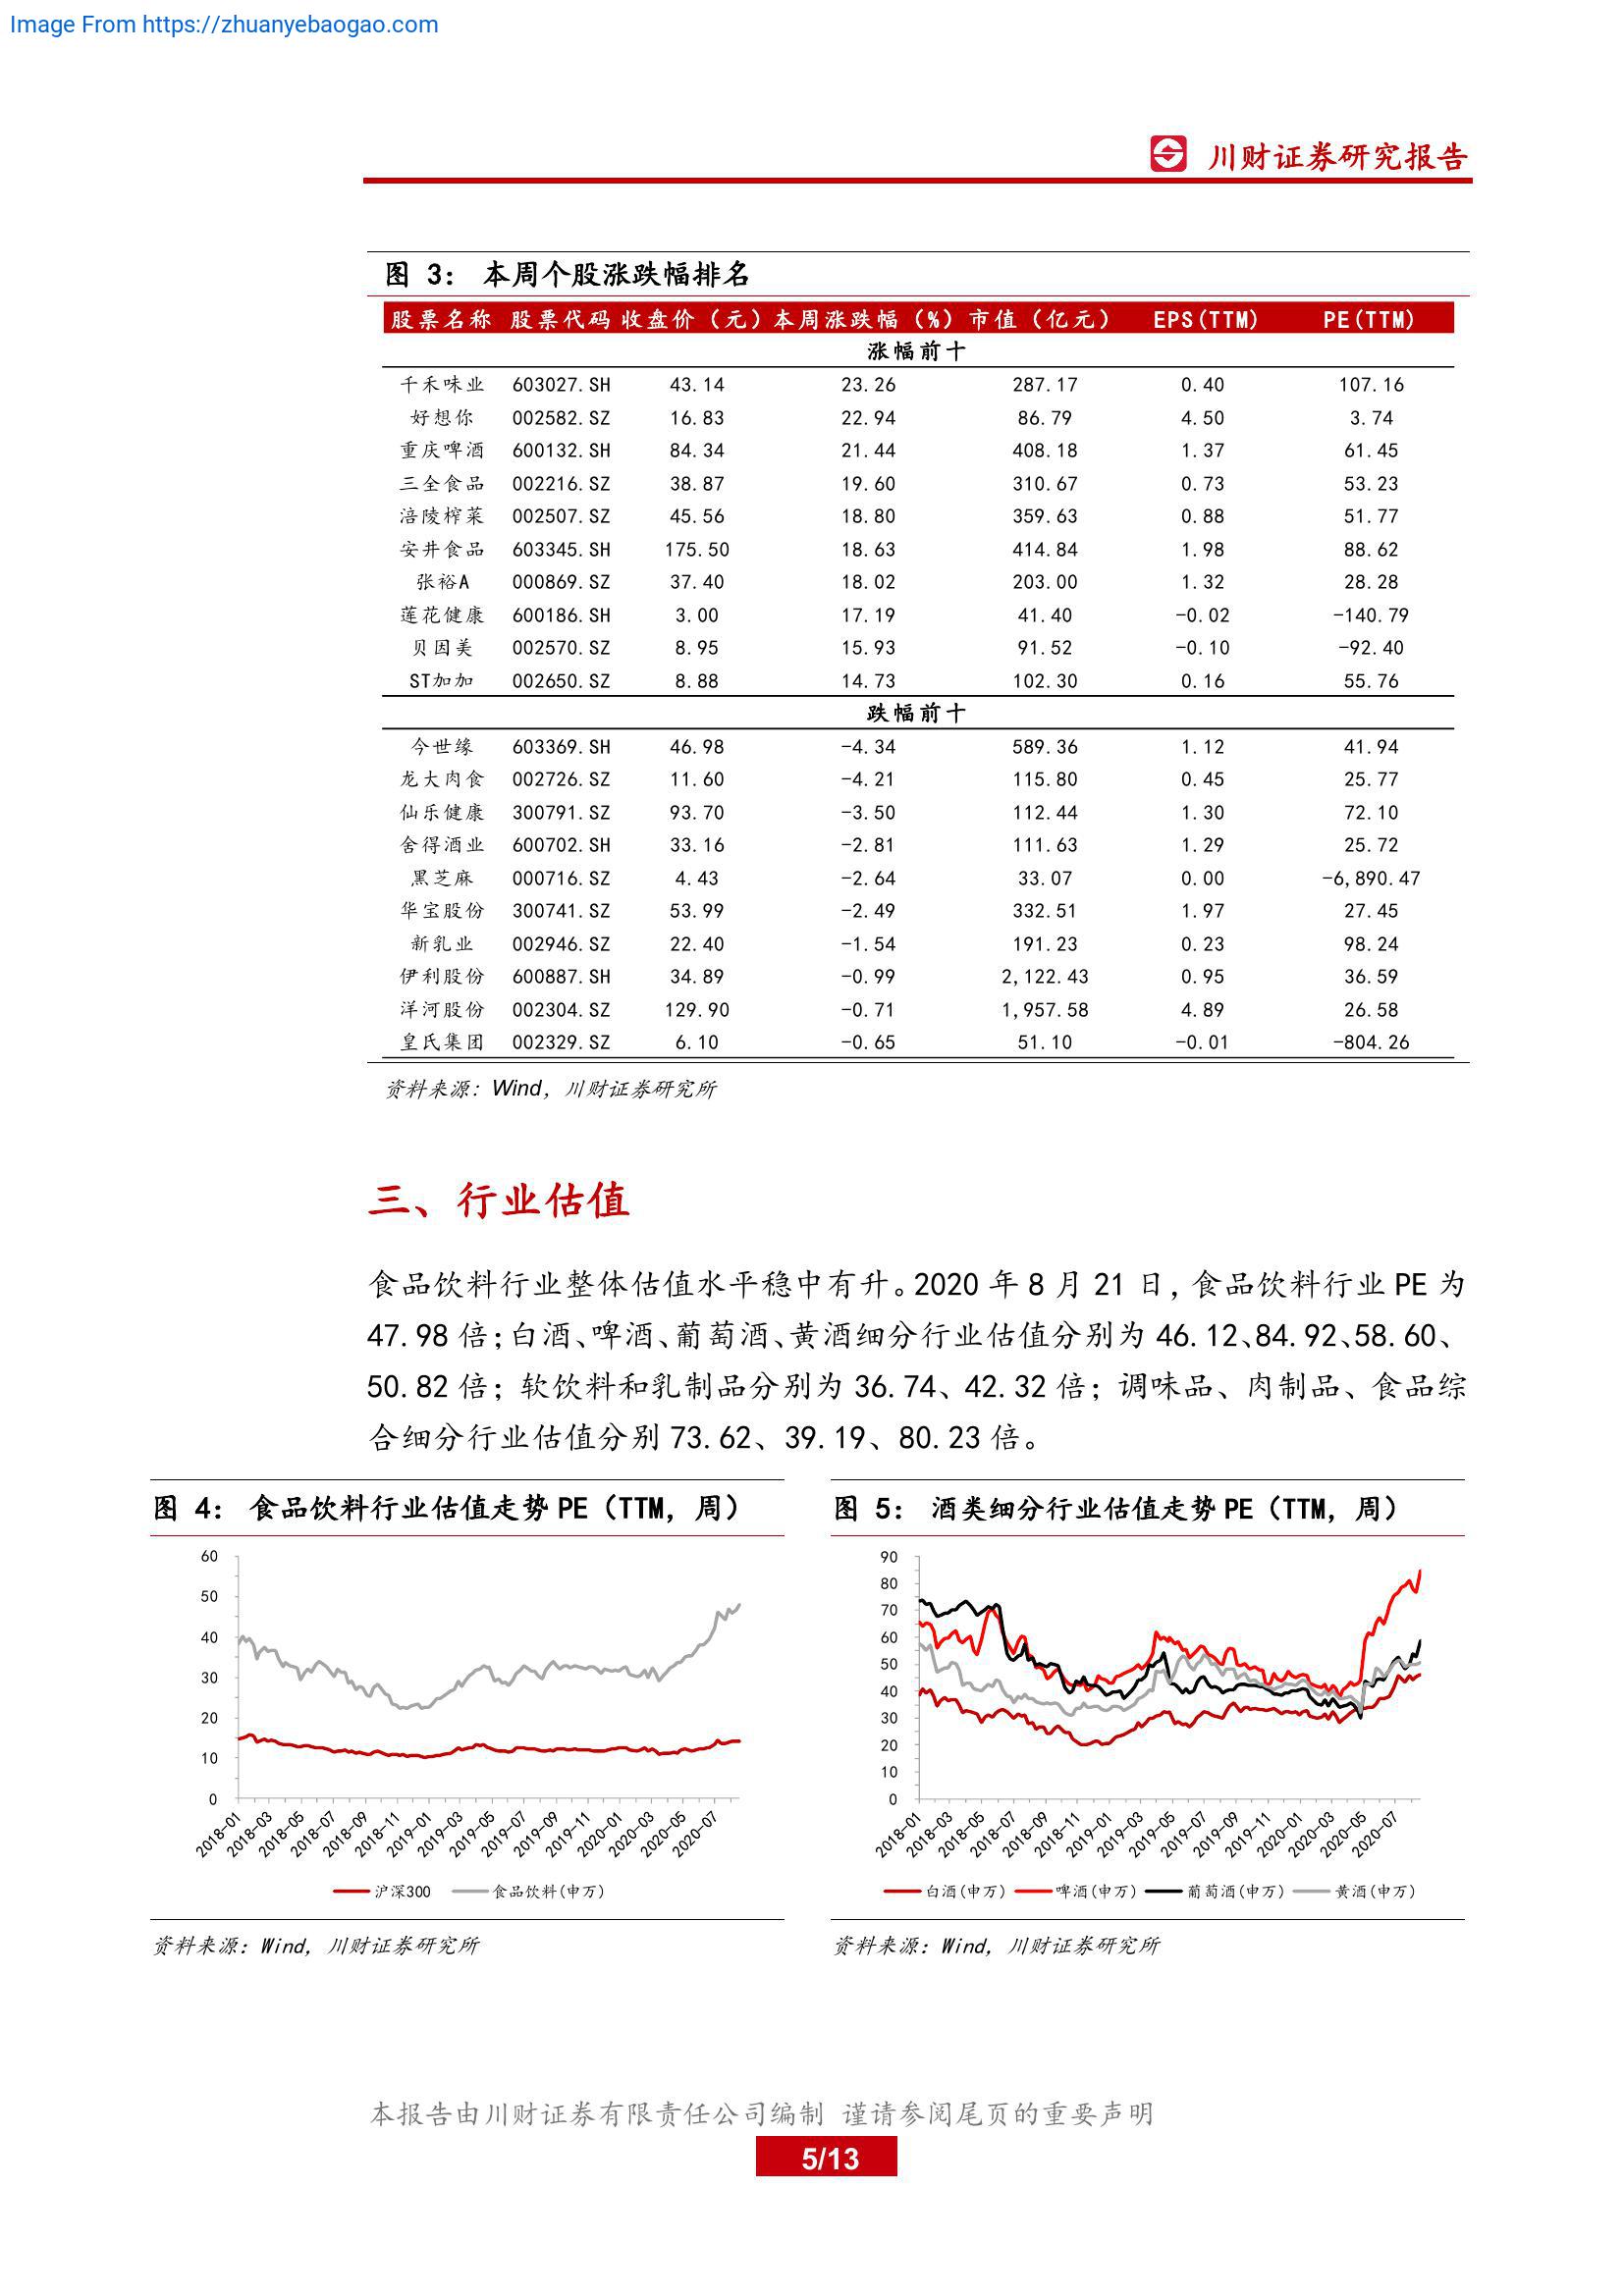 Image From https://zhuanyebaogao.com
川财证券研究报告
图 3： 本周个股涨跌幅排名
股票名称 股票代码 收盘价（元） 本周涨跌幅（%） 市值（亿元） EPS(TTM) PE(TTM)
涨幅前十
千禾味业 603027.SH 43.14 23.26 287.17 0.40 107.16
好想你 002582.SZ 16.83 22.94 86.79 4.50 3.74
重庆啤酒 600132.SH 84.34 21.44 408.18 1.37 61.45
三全食品 002216.SZ 38.87 19.60 310.67 0.73 53.23
涪陵榨菜 002507.SZ 45.56 18.80 359.63 0.88 51.77
安井食品 603345.SH 175.50 18.63 414.84 1.98 88.62
张裕A 000869.SZ 37.40 18.02 203.00 1.32 28.28
莲花健康 600186.SH 3.00 17.19 41.40 -0.02 -140.79
贝因美 002570.SZ 8.95 15.93 91.52 -0.10 -92.40
ST加加 002650.SZ 8.88 14.73 102.30 0.16 55.76
跌幅前十
今世缘 603369.SH 46.98 -4.34 589.36 1.12 41.94
龙大肉食 002726.SZ 11.60 -4.21 115.80 0.45 25.77
仙乐健康 300791.SZ 93.70 -3.50 112.44 1.30 72.10
舍得酒业 600702.SH 33.16 -2.81 111.63 1.29 25.72
黑芝麻 000716.SZ 4.43 -2.64 33.07 0.00 -6,890.47
华宝股份 300741.SZ 53.99 -2.49 332.51 1.97 27.45
新乳业 002946.SZ 22.40 -1.54 191.23 0.23 98.24
伊利股份 600887.SH 34.89 -0.99 2,122.43 0.95 36.59
洋河股份 002304.SZ 129.90 -0.71 1,957.58 4.89 26.58
皇氏集团 002329.SZ 6.10 -0.65 51.10 -0.01 -804.26
资料来源：Wind，川财证券研究所
三、行业估值
食品饮料行业整体估值水平稳中有升。2020 年 8 月 21 日，食品饮料行业 PE 为
47.98 倍；白酒、啤酒、葡萄酒、黄酒细分行业估值分别为 46.12、84.92、58.60、
50.82 倍；软饮料和乳制品分别为 36.74、42.32 倍；调味品、肉制品、食品综
合细分行业估值分别 73.62、39.19、80.23 倍。
图 4： 食品饮料行业估值走势 PE（TTM，周）
60
50
40
30
20
10
0
2018-01 2018-03 2018-05 2018-07 2018-09 2018-11 2019-01 2019-03 2019-05 2019-07 2019-09 2019-11 2020-01 2020-03 2020-05 2020-07
沪深300 食品饮料(申万)
资料来源：Wind，川财证券研究所
图 5： 酒类细分行业估值走势 PE（TTM，周）
90
80
70
60
50
40
30
20
10
0
2018-01 2018-03 2018-05 2018-07 2018-09 2018-11 2019-01 2019-03 2019-05 2019-07 2019-09 2019-11 2020-01 2020-03 2020-05 2020-07
白酒(申万) 啤酒(申万) 葡萄酒(申万) 黄酒(申万)
资料来源：Wind，川财证券研究所
本报告由川财证券有限责任公司编制 谨请参阅尾页的重要声明
5/13